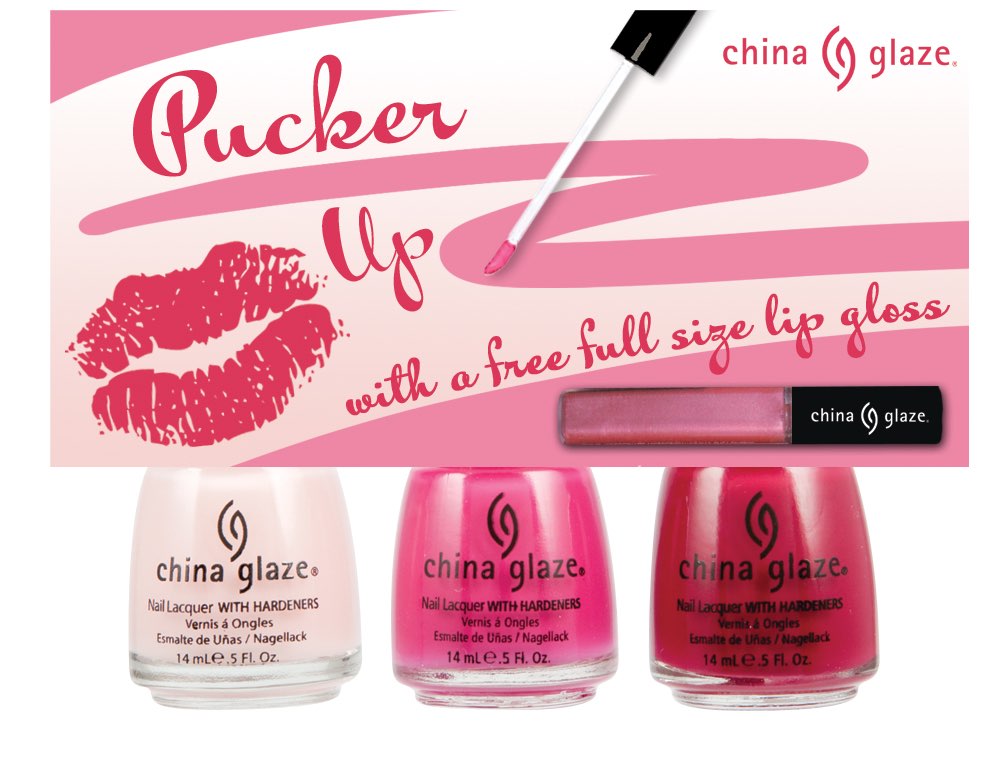 Pucker
Up
china glaze®
with a free full size lip gloss
china glaze®
china glaze®
Nail Lacquer WITH HARDENERS
Vernis á Ongles
Esmalte de Uñas / Nagellack
14 mL℮.5 Fl. Oz.
china glaze®
Nail Lacquer WITH HARDENERS
Vernis á Ongles
Esmalte de Uñas / Nagellack
14 mL℮.5 Fl. Oz.
china glaze®
Nail Lacquer WITH HARDENERS
Vernis á Ongles
Esmalte de Uñas / Nagellack
14 mL℮.5 Fl. Oz.